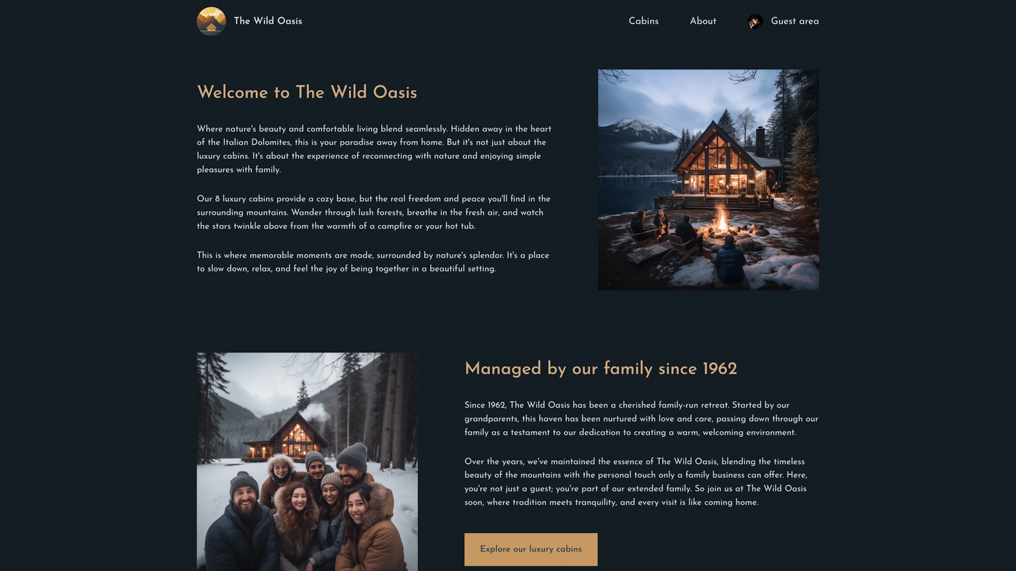 The Wild Oasis
Cabins
About
Guest area
Welcome to The Wild Oasis
Where nature's beauty and comfortable living blend seamlessly. Hidden away in the heart
of the Italian Dolomites, this is your paradise away from home. But it's not just about the
luxury cabins. It's about the experience of reconnecting with nature and enjoying simple
pleasures with family.
Our 8 luxury cabins provide a cozy base, but the real freedom and peace you'll find in the
surrounding mountains. Wander through lush forests, breathe in the fresh air, and watch
the stars twinkle above from the warmth of a campfire or your hot tub.
This is where memorable moments are made, surrounded by nature's splendor. It's a place
to slow down, relax, and feel the joy of being together in a beautiful setting.
Managed by our family since 1962
Since 1962, The Wild Oasis has been a cherished family-run retreat. Started by our
grandparents, this haven has been nurtured with love and care, passing down through our
family as a testament to our dedication to creating a warm, welcoming environment.
Over the years, we've maintained the essence of The Wild Oasis, blending the timeless
beauty of the mountains with the personal touch only a family business can offer. Here,
you're not just a guest; you're part of our extended family. So join us at The Wild Oasis
soon, where tradition meets tranquility, and every visit is like coming home.
Explore our luxury cabins